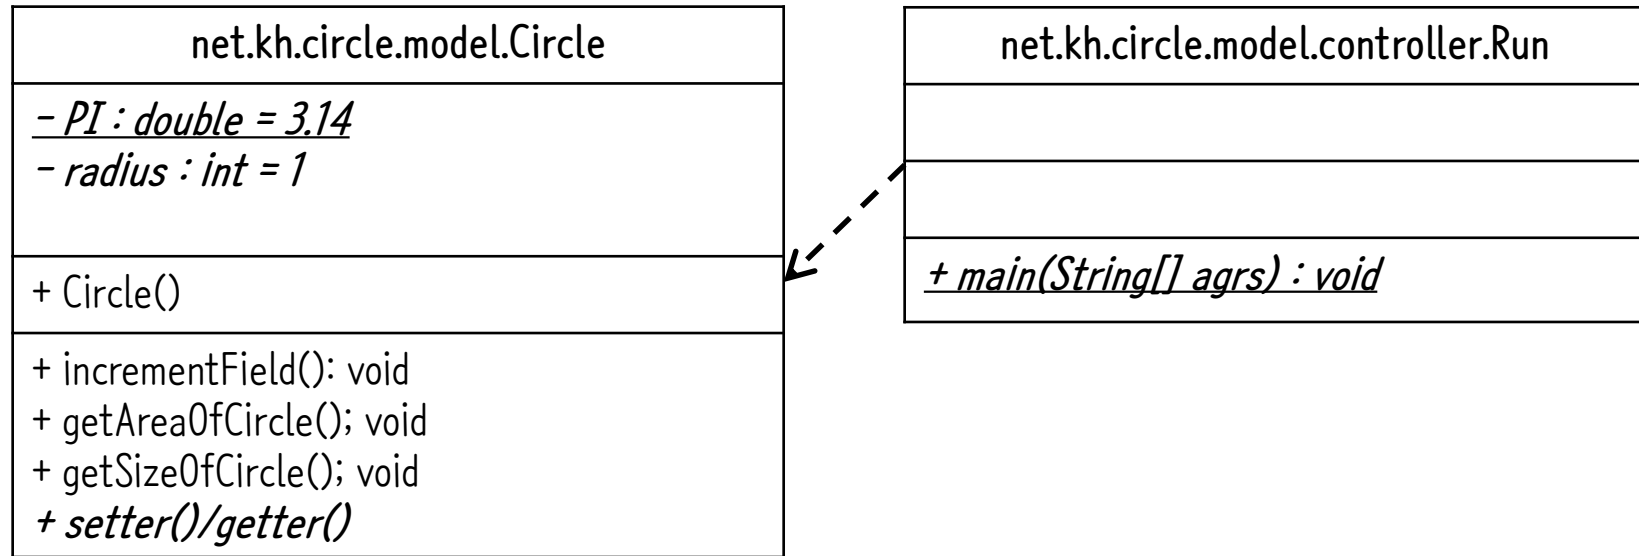 net.kh.circle.model.Circle
- PI : double = 3.14
- radius : int = 1
+ Circle()
+ incrementField(): void
+ getAreaOfCircle(); void
+ getSizeOfCircle(); void
+ setter()/getter()
net.kh.circle.model.controller.Run
+ main(String[] agrs) : void